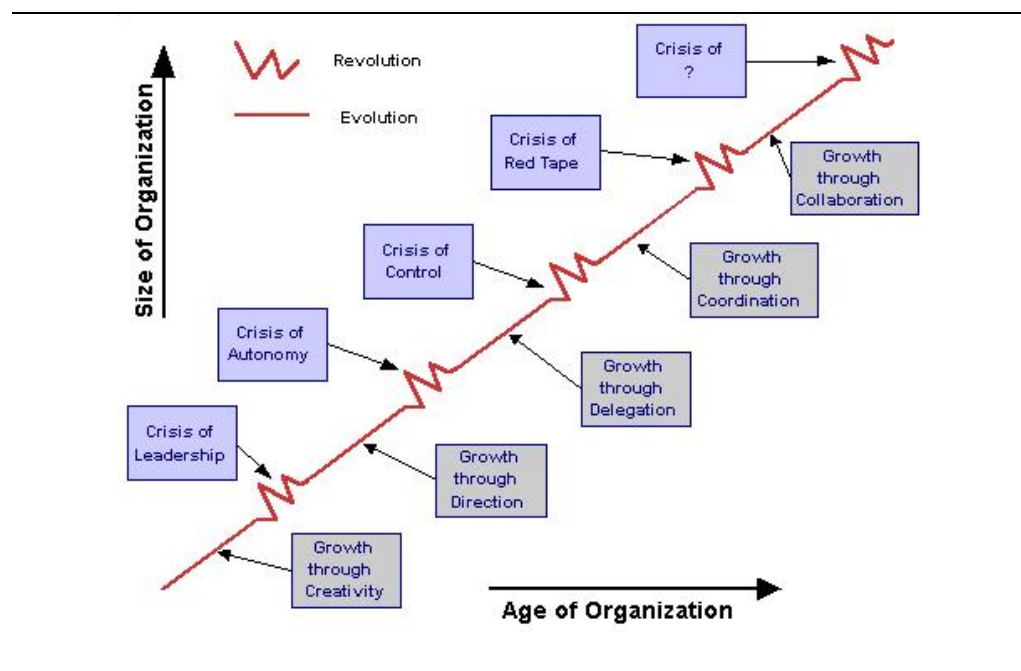 Revolution
Evolution
Size of Organization
Crisis of
?
Crisis of
Red Tape
Growth
through
Collaboration
Crisis of
Control
Growth
through
Coordination
Crisis of
Autonomy
Growth
through
Delegation
Crisis of
Leadership
Growth
through
Direction
Growth
through
Creativity
Age of Organization